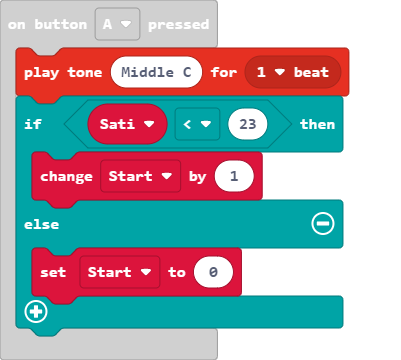 on button A pressed
play tone Middle C for 1 beat
if Sati < 23 then
change Start by 1
else
set Start to 0